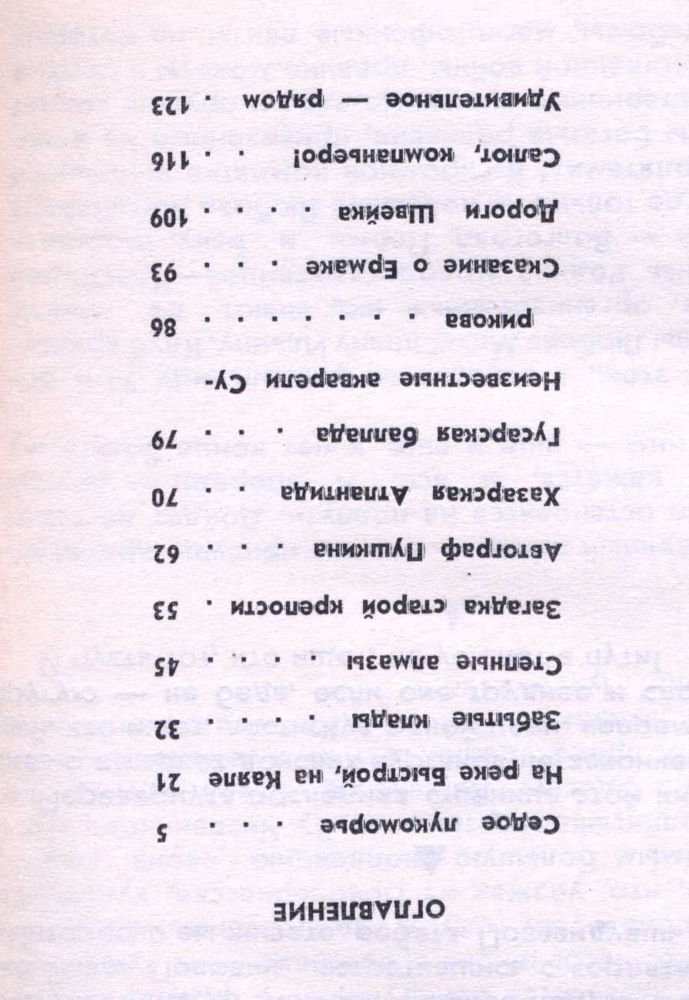 ОГЛАВЛЕНИЕ
Седое лукоморье . . . . 5
На реке Быстрой, на Каяле 21
Забытые клады . . . . 32
Степные алмазы . . . . 45
Загадка старой крепости . 53
Автограф Пушкина . . . 62
Хазарская Атлантида . . 70
Гусарская баллада . . . 79
Неизвестные акварели Су-
рикова . . . . . . . 86
Сказание о Ермаке . . . 93
Дороги Швейка . . . . 109
Салют, компаньеро! . . 116
Удивительное — рядом . 123